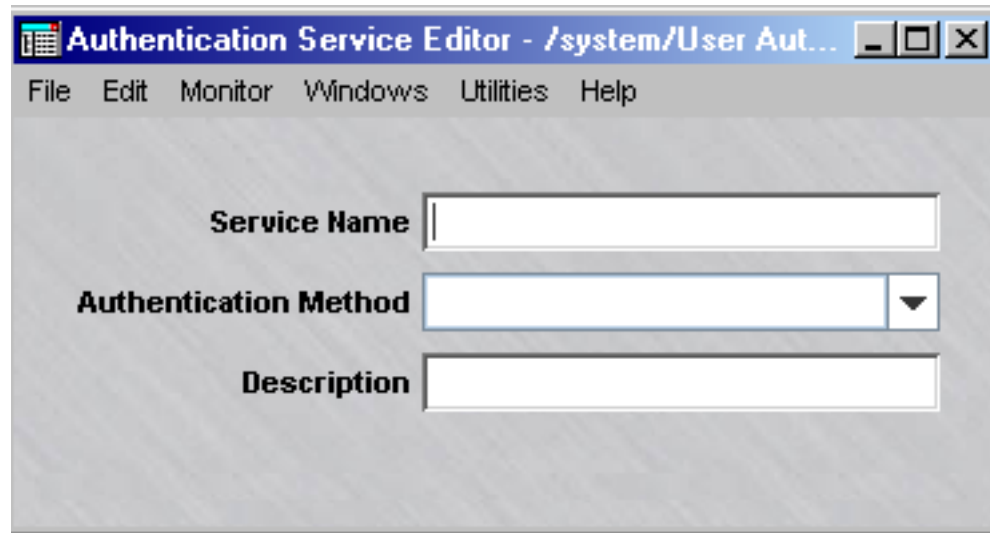 Authentication Service Editor - /system/User Aut...
File Edit Monitor Windows Utilities Help
Service Name
Authentication Method
Description